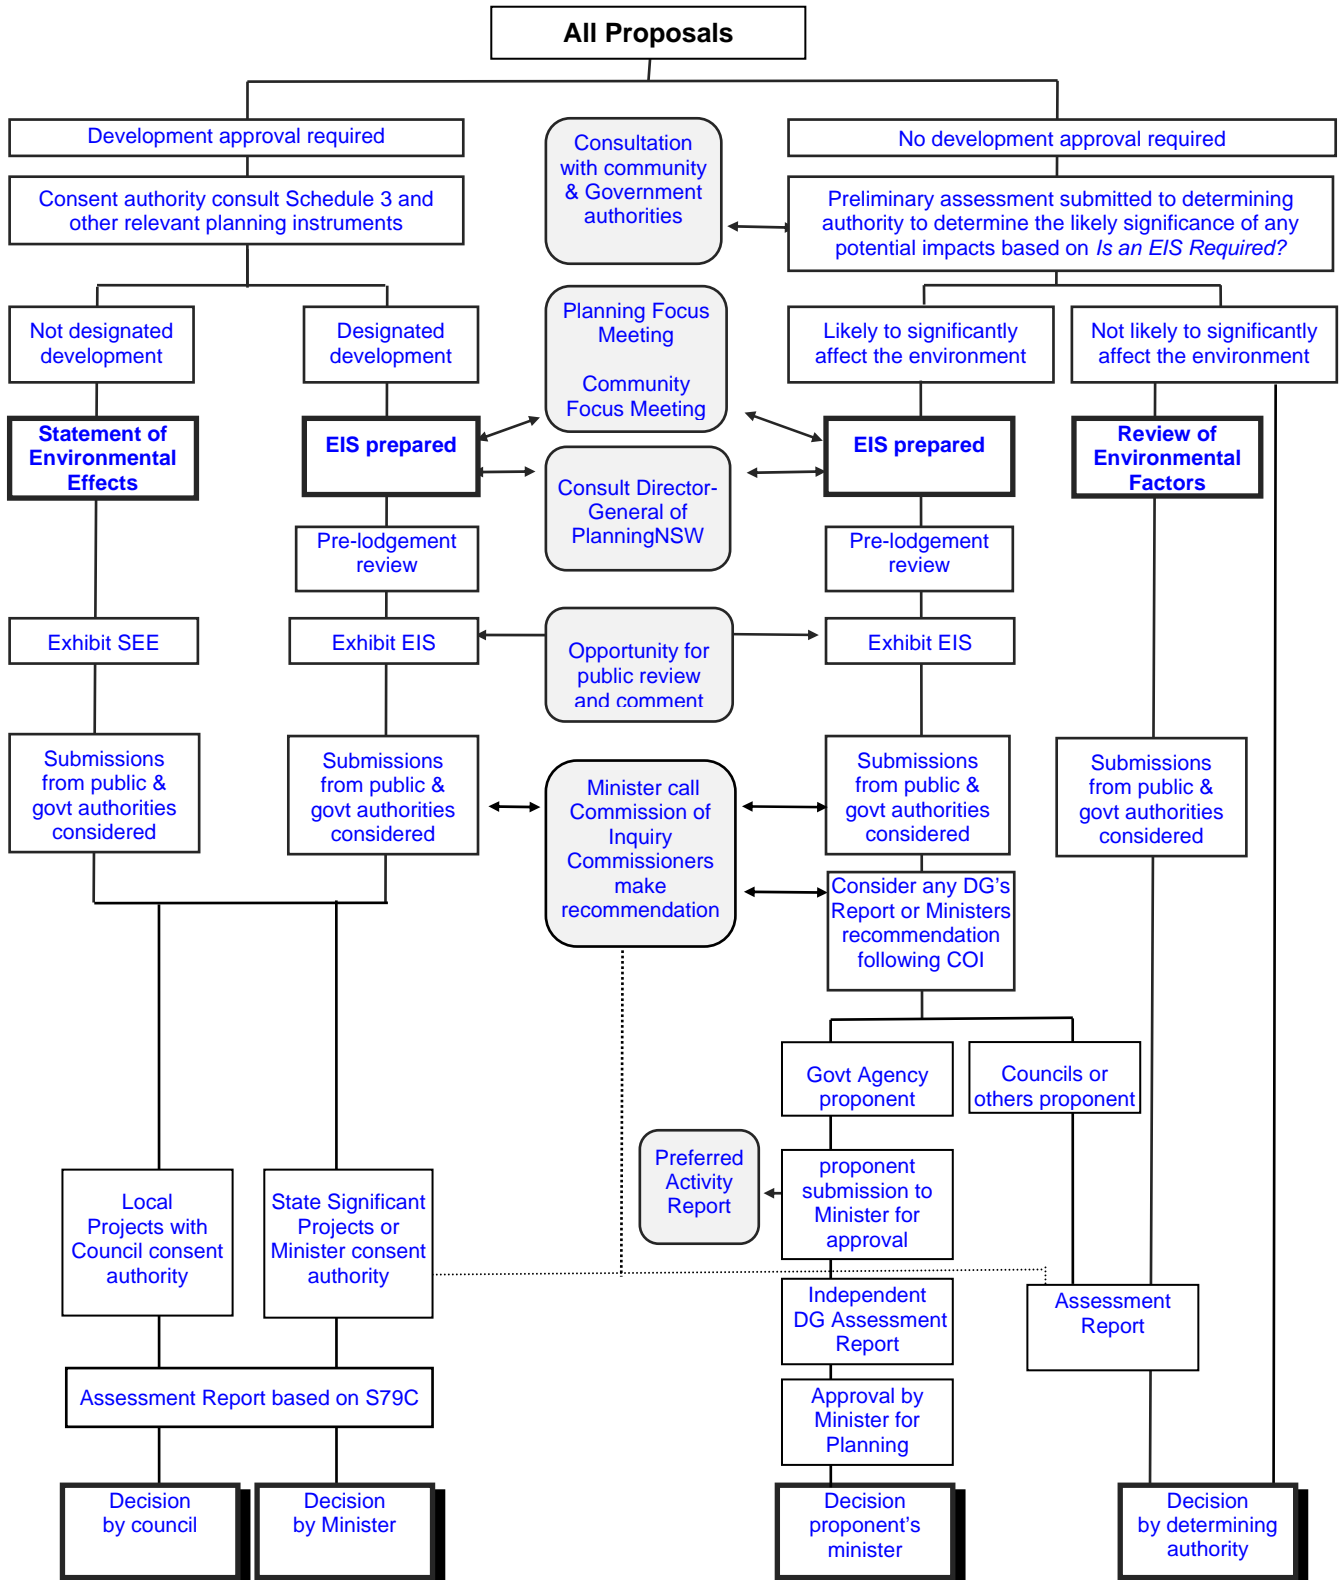 All Proposals
Development approval required
Consultation
with community
& Government
authorities
No development approval required
Consent authority consult Schedule 3 and
other relevant planning instruments
Preliminary assessment submitted to determining
authority to determine the likely significance of any
potential impacts based on Is an EIS Required?
Not designated
development
Designated
development
Planning Focus
Meeting
Community
Focus Meeting
Likely to significantly
affect the environment
Not likely to significantly
affect the environment
Statement of
Environmental
Effects
EIS prepared
EIS prepared
Review of
Environmental
Factors
Consult Director-
General of
PlanningNSW
Pre-lodgement
review
Pre-lodgement
review
Exhibit SEE
Exhibit EIS
Opportunity for
public review
and comment
Exhibit EIS
Submissions
from public &
govt authorities
considered
Submissions
from public &
govt authorities
considered
Minister call
Commission of
Inquiry
Commissioners
make
recommendation
Submissions
from public &
govt authorities
considered
Submissions
from public &
govt authorities
considered
Consider any DG's
Report or Ministers
recommendation
following COI
Govt Agency
proponent
Councils or
others proponent
Preferred
Activity
Report
proponent
submission to
Minister for
approval
Local
Projects with
Council consent
authority
State Significant
Projects or
Minister consent
authority
Independent
DG Assessment
Report
Assessment
Report
Assessment Report based on S79C
Approval by
Minister for
Planning
Decision
by council
Decision
by Minister
Decision
proponent's
minister
Decision
by determining
authority